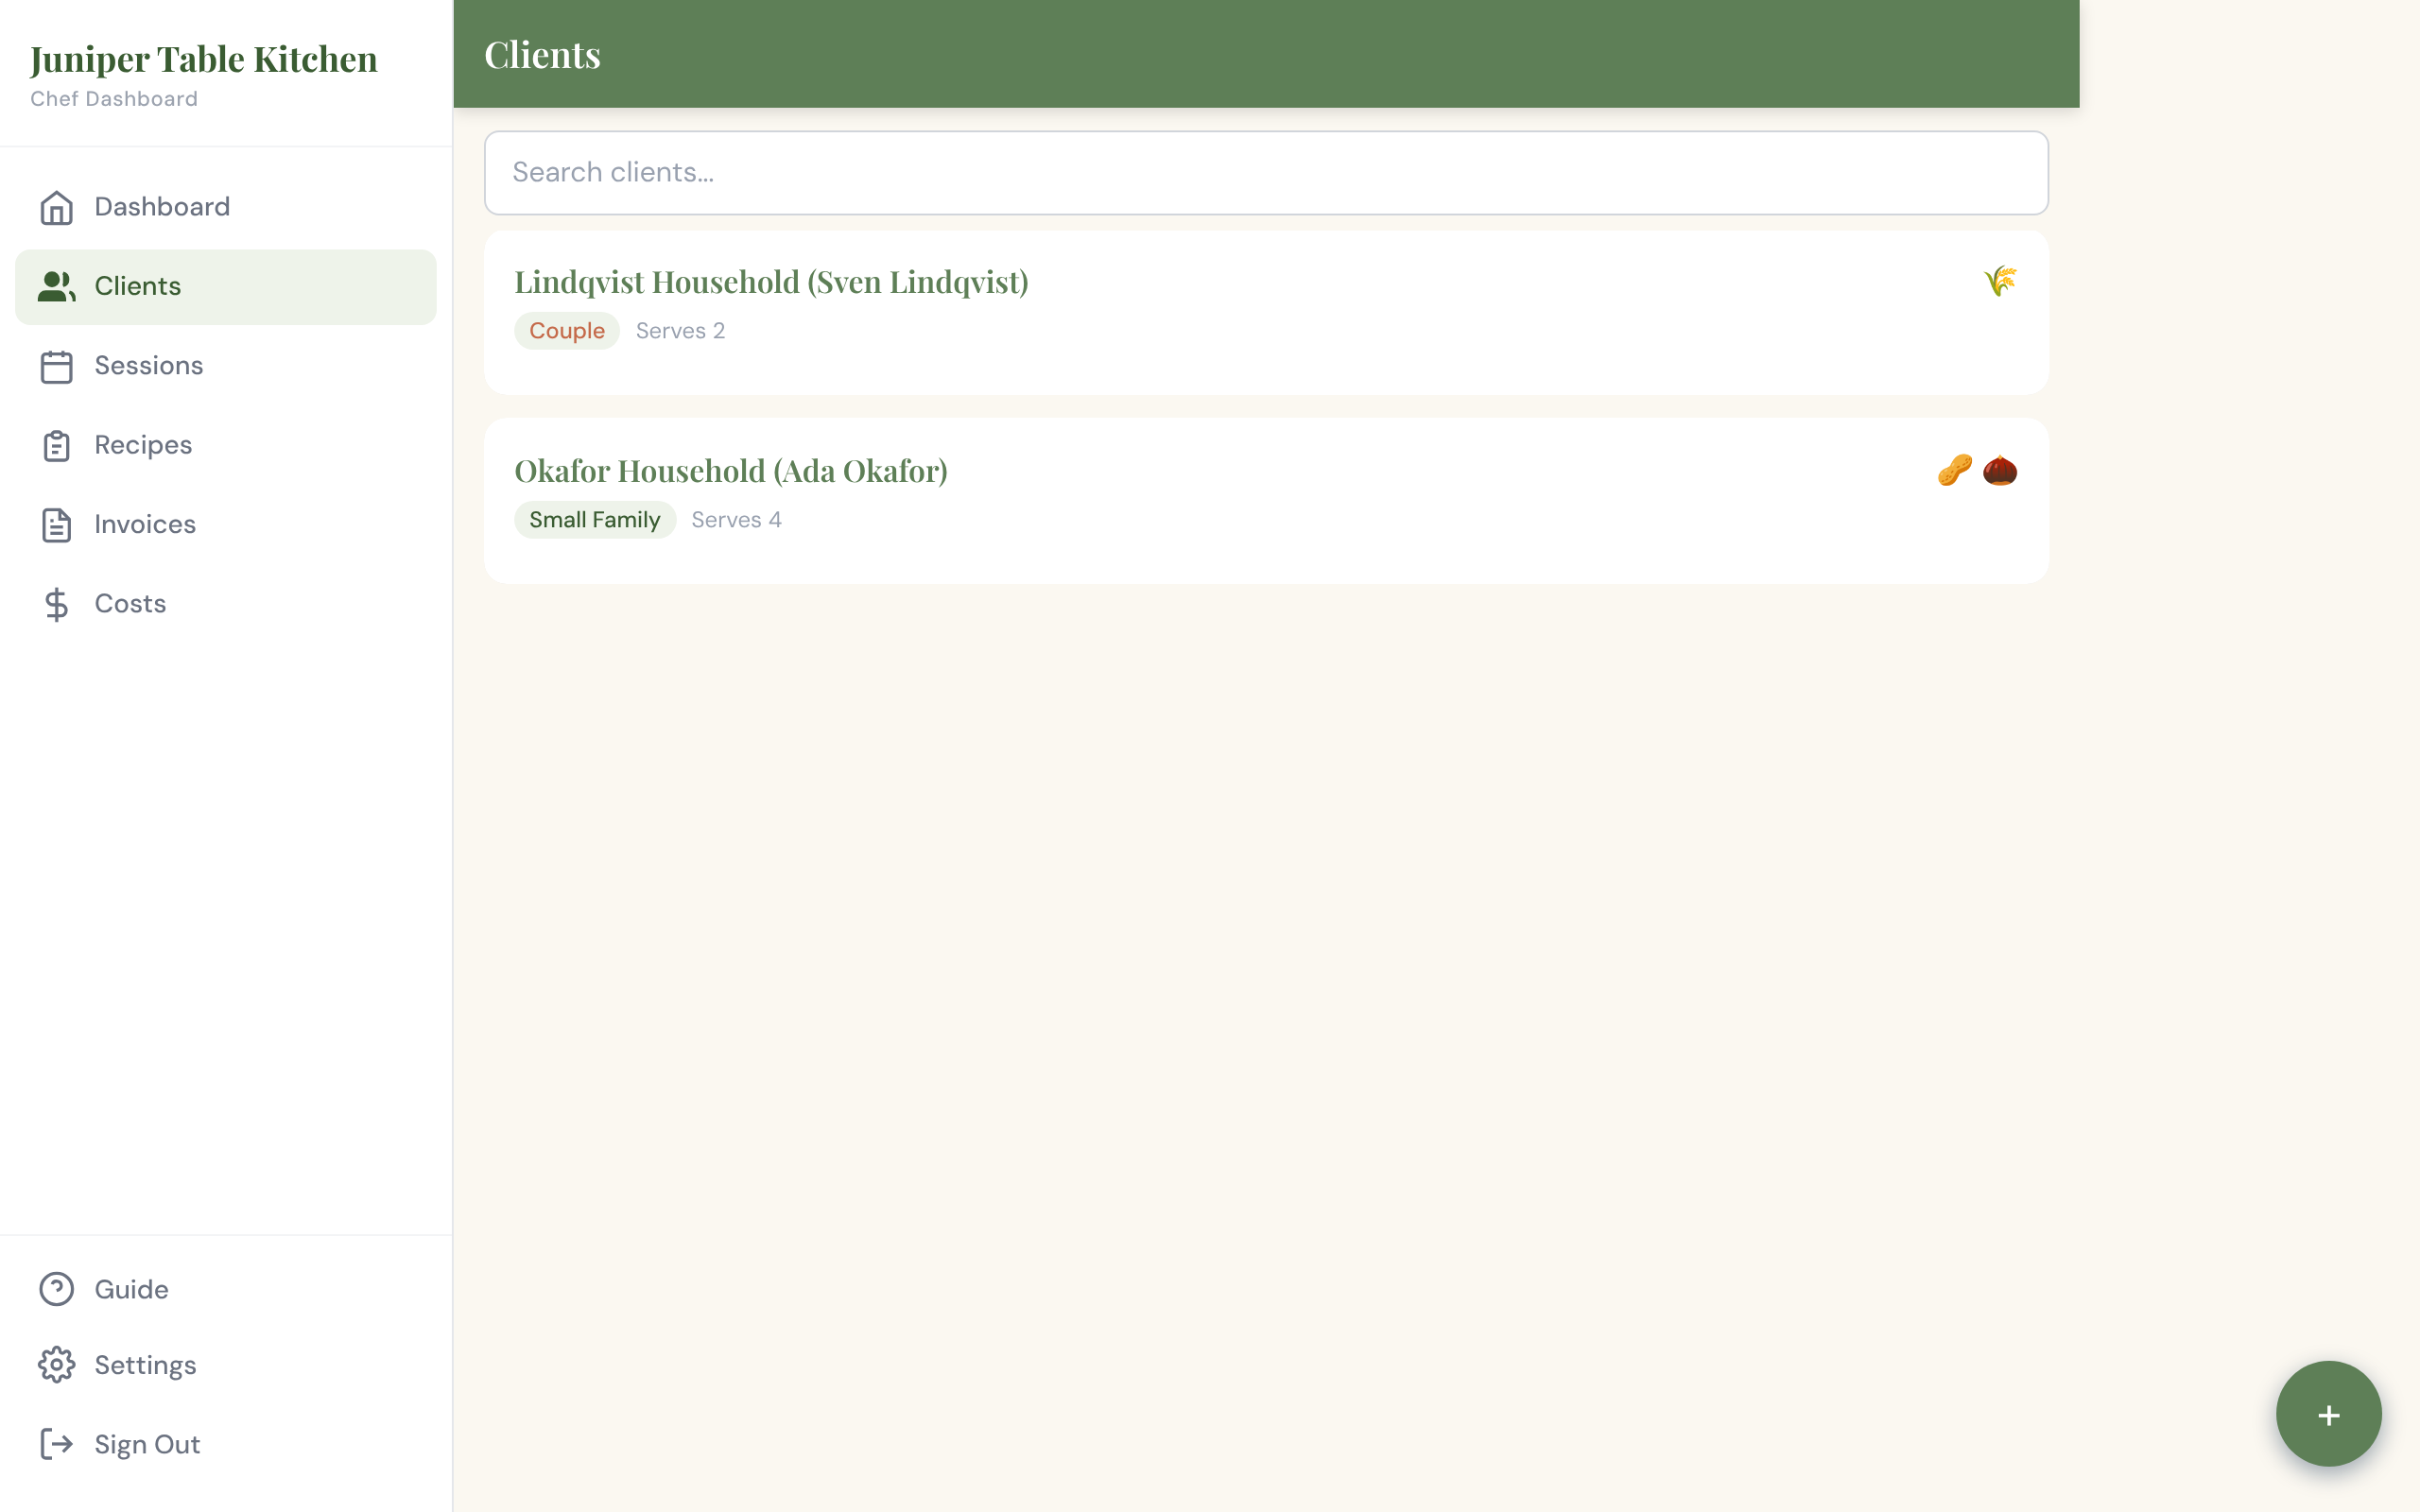 Juniper Table Kitchen
Chef Dashboard
Dashboard
Clients
Sessions
Recipes
Invoices
Costs
Guide
Settings
Sign Out
Clients
Search clients...
Lindqvist Household (Sven Lindqvist)
Couple Serves 2
Okafor Household (Ada Okafor)
Small Family Serves 4
+